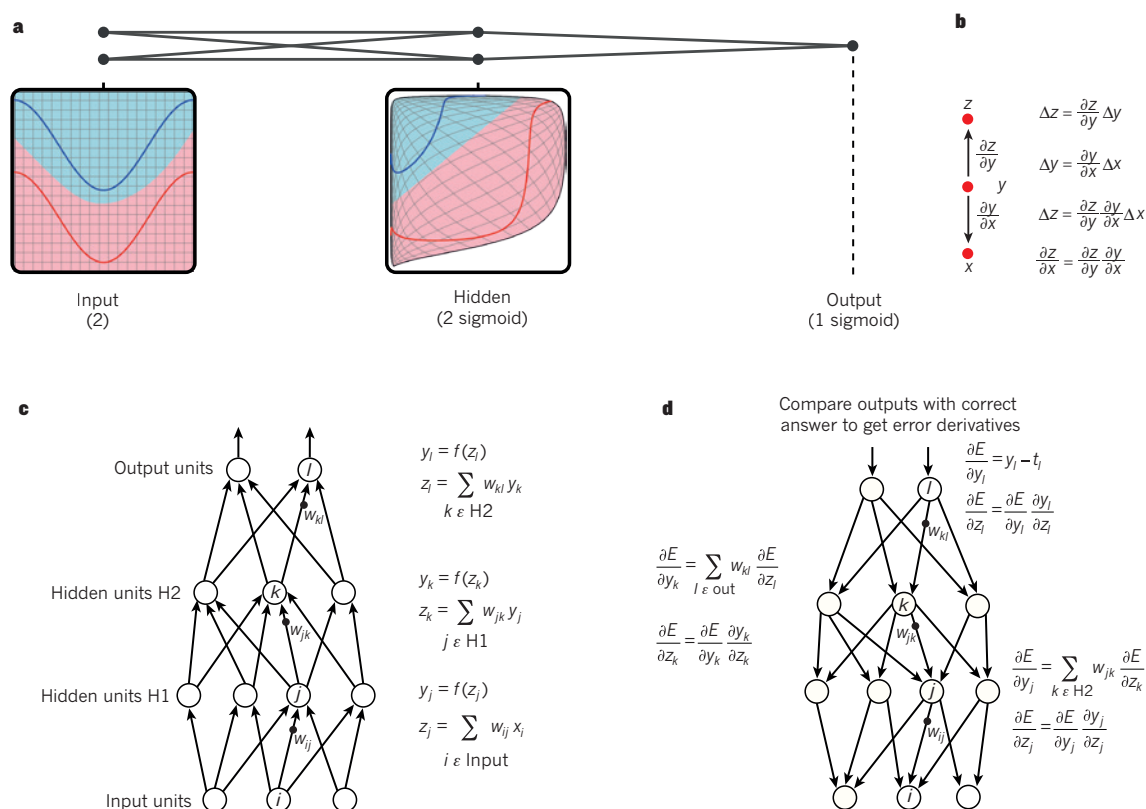 a
Input
(2)
Hidden
(2 sigmoid)
Output
(1 sigmoid)
b
z
∂z/∂y
y
∂y/∂x
x
Δz = ∂z/∂y Δy
Δy = ∂y/∂x Δx
Δz = ∂z/∂y ∂y/∂x Δx
∂z/∂x = ∂z/∂y ∂y/∂x
c
Output units
l
w_kl
y_l = f(z_l)
z_l = ∑ w_kl y_k
k ε H2
Hidden units H2
k
w_jk
y_k = f(z_k)
z_k = ∑ w_jk y_j
j ε H1
Hidden units H1
j
w_ij
y_j = f(z_j)
z_j = ∑ w_ij x_i
i ε Input
Input units
i
d
Compare outputs with correct
answer to get error derivatives
l
w_kl
∂E/∂y_l = y_l − t_l
∂E/∂z_l = ∂E/∂y_l ∂y_l/∂z_l
∂E/∂y_k = ∑ w_kl ∂E/∂z_l
l ε out
∂E/∂z_k = ∂E/∂y_k ∂y_k/∂z_k
k
w_jk
∂E/∂y_j = ∑ w_jk ∂E/∂z_k
k ε H2
∂E/∂z_j = ∂E/∂y_j ∂y_j/∂z_j
j
w_ij
i